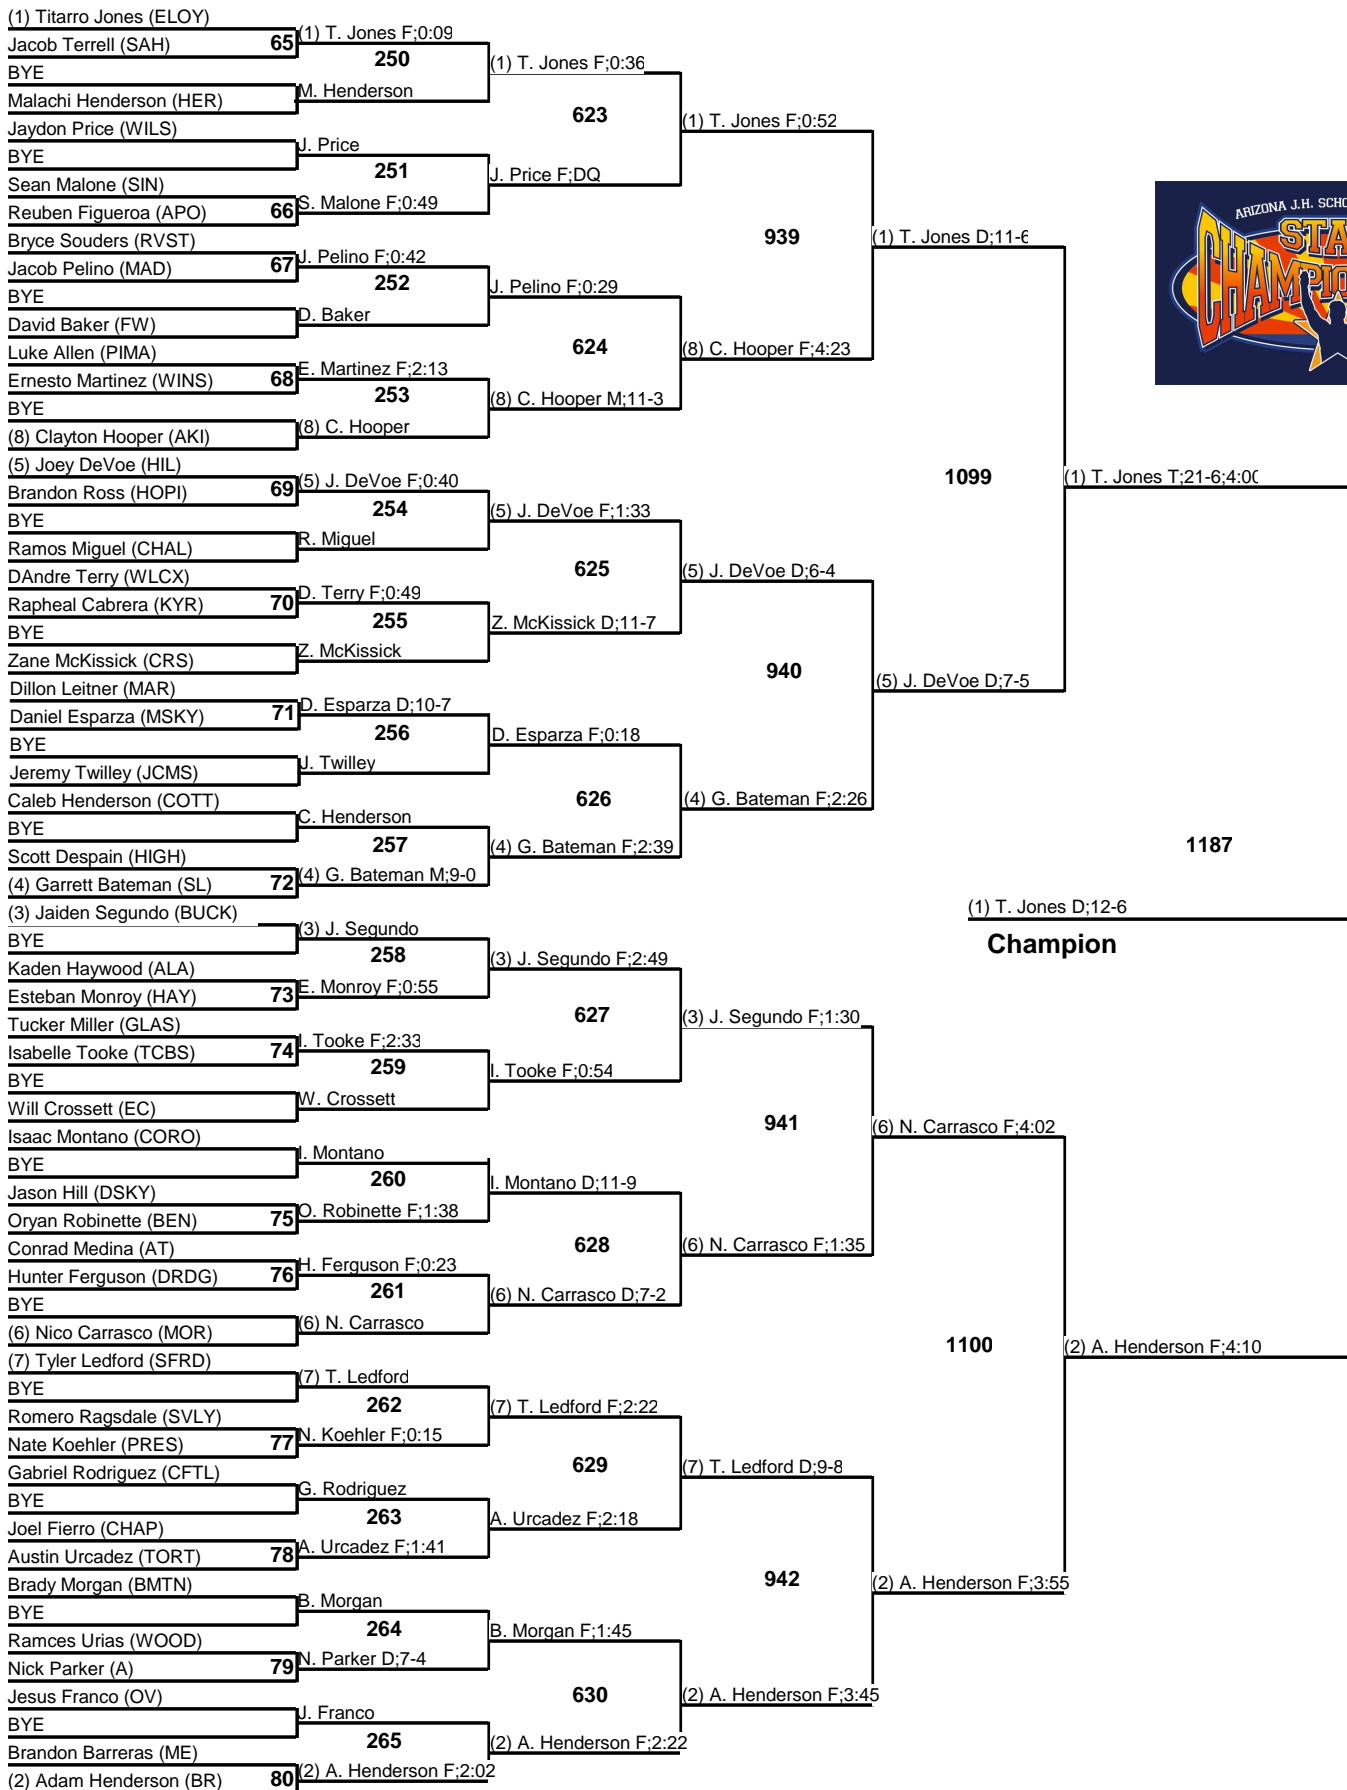 (1) Titarro Jones (ELOY)
Jacob Terrell (SAH) 65
BYE
Malachi Henderson (HER)
Jaydon Price (WILS)
BYE
Sean Malone (SIN)
Reuben Figueroa (APO) 66
Bryce Souders (RVST)
Jacob Pelino (MAD) 67
BYE
David Baker (FW)
Luke Allen (PIMA)
Ernesto Martinez (WINS) 68
BYE
(8) Clayton Hooper (AKI)
(5) Joey DeVoe (HIL)
Brandon Ross (HOPI) 69
BYE
Ramos Miguel (CHAL)
DAndre Terry (WLCX)
Rapheal Cabrera (KYR) 70
BYE
Zane McKissick (CRS)
Dillon Leitner (MAR)
Daniel Esparza (MSKY) 71
BYE
Jeremy Twilley (JCMS)
Caleb Henderson (COTT)
BYE
Scott Despain (HIGH)
(4) Garrett Bateman (SL) 72
(3) Jaiden Segundo (BUCK)
BYE
Kaden Haywood (ALA)
Esteban Monroy (HAY) 73
Tucker Miller (GLAS)
Isabelle Tooke (TCBS) 74
BYE
Will Crossett (EC)
Isaac Montano (CORO)
BYE
Jason Hill (DSKY)
Oryan Robinette (BEN) 75
Conrad Medina (AT)
Hunter Ferguson (DRDG) 76
BYE
(6) Nico Carrasco (MOR)
(7) Tyler Ledford (SFRD)
BYE
Romero Ragsdale (SVLY)
Nate Koehler (PRES) 77
Gabriel Rodriguez (CFTL)
BYE
Joel Fierro (CHAP)
Austin Urcadez (TORT) 78
Brady Morgan (BMTN)
BYE
Ramces Urias (WOOD)
Nick Parker (A) 79
Jesus Franco (OV)
BYE
Brandon Barreras (ME)
(2) Adam Henderson (BR) 80
(1) T. Jones F;0:09
250
M. Henderson
J. Price
251
S. Malone F;0:49
J. Pelino F;0:42
252
D. Baker
E. Martinez F;2:13
253
(8) C. Hooper
(5) J. DeVoe F;0:40
254
R. Miguel
D. Terry F;0:49
255
Z. McKissick
D. Esparza D;10-7
256
J. Twilley
C. Henderson
257
(4) G. Bateman M;9-0
(3) J. Segundo
258
E. Monroy F;0:55
I. Tooke F;2:33
259
W. Crossett
I. Montano
260
O. Robinette F;1:38
H. Ferguson F;0:23
261
(6) N. Carrasco
(7) T. Ledford
262
N. Koehler F;0:15
G. Rodriguez
263
A. Urcadez F;1:41
B. Morgan
264
N. Parker D;7-4
J. Franco
265
(2) A. Henderson F;2:02
(1) T. Jones F;0:36
623
J. Price F;DQ
J. Pelino F;0:29
624
(8) C. Hooper M;11-3
(5) J. DeVoe F;1:33
625
Z. McKissick D;11-7
D. Esparza F;0:18
626
(4) G. Bateman F;2:39
(3) J. Segundo F;2:49
627
I. Tooke F;0:54
I. Montano D;11-9
628
(6) N. Carrasco D;7-2
(7) T. Ledford F;2:22
629
A. Urcadez F;2:18
B. Morgan F;1:45
630
(2) A. Henderson F;2:22
(1) T. Jones F;0:52
939
(8) C. Hooper F;4:23
(5) J. DeVoe D;6-4
940
(4) G. Bateman F;2:26
(3) J. Segundo F;1:30
941
(6) N. Carrasco F;1:35
(7) T. Ledford D;9-8
942
(2) A. Henderson F;3:45
(1) T. Jones D;11-6
1099
(5) J. DeVoe D;7-5
(6) N. Carrasco F;4:02
1100
(2) A. Henderson F;3:55
ARIZONA J.H. SCHO
STA
CHAMPIO
(1) T. Jones T;21-6;4:00
1187
(2) A. Henderson F;4:10
(1) T. Jones D;12-6
Champion